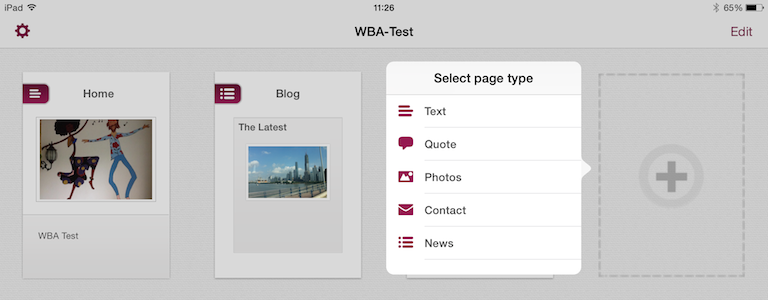 iPad 11:26 65%
WBA-Test Edit
Home
WBA Test
Blog
The Latest
Select page type
Text
Quote
Photos
Contact
News